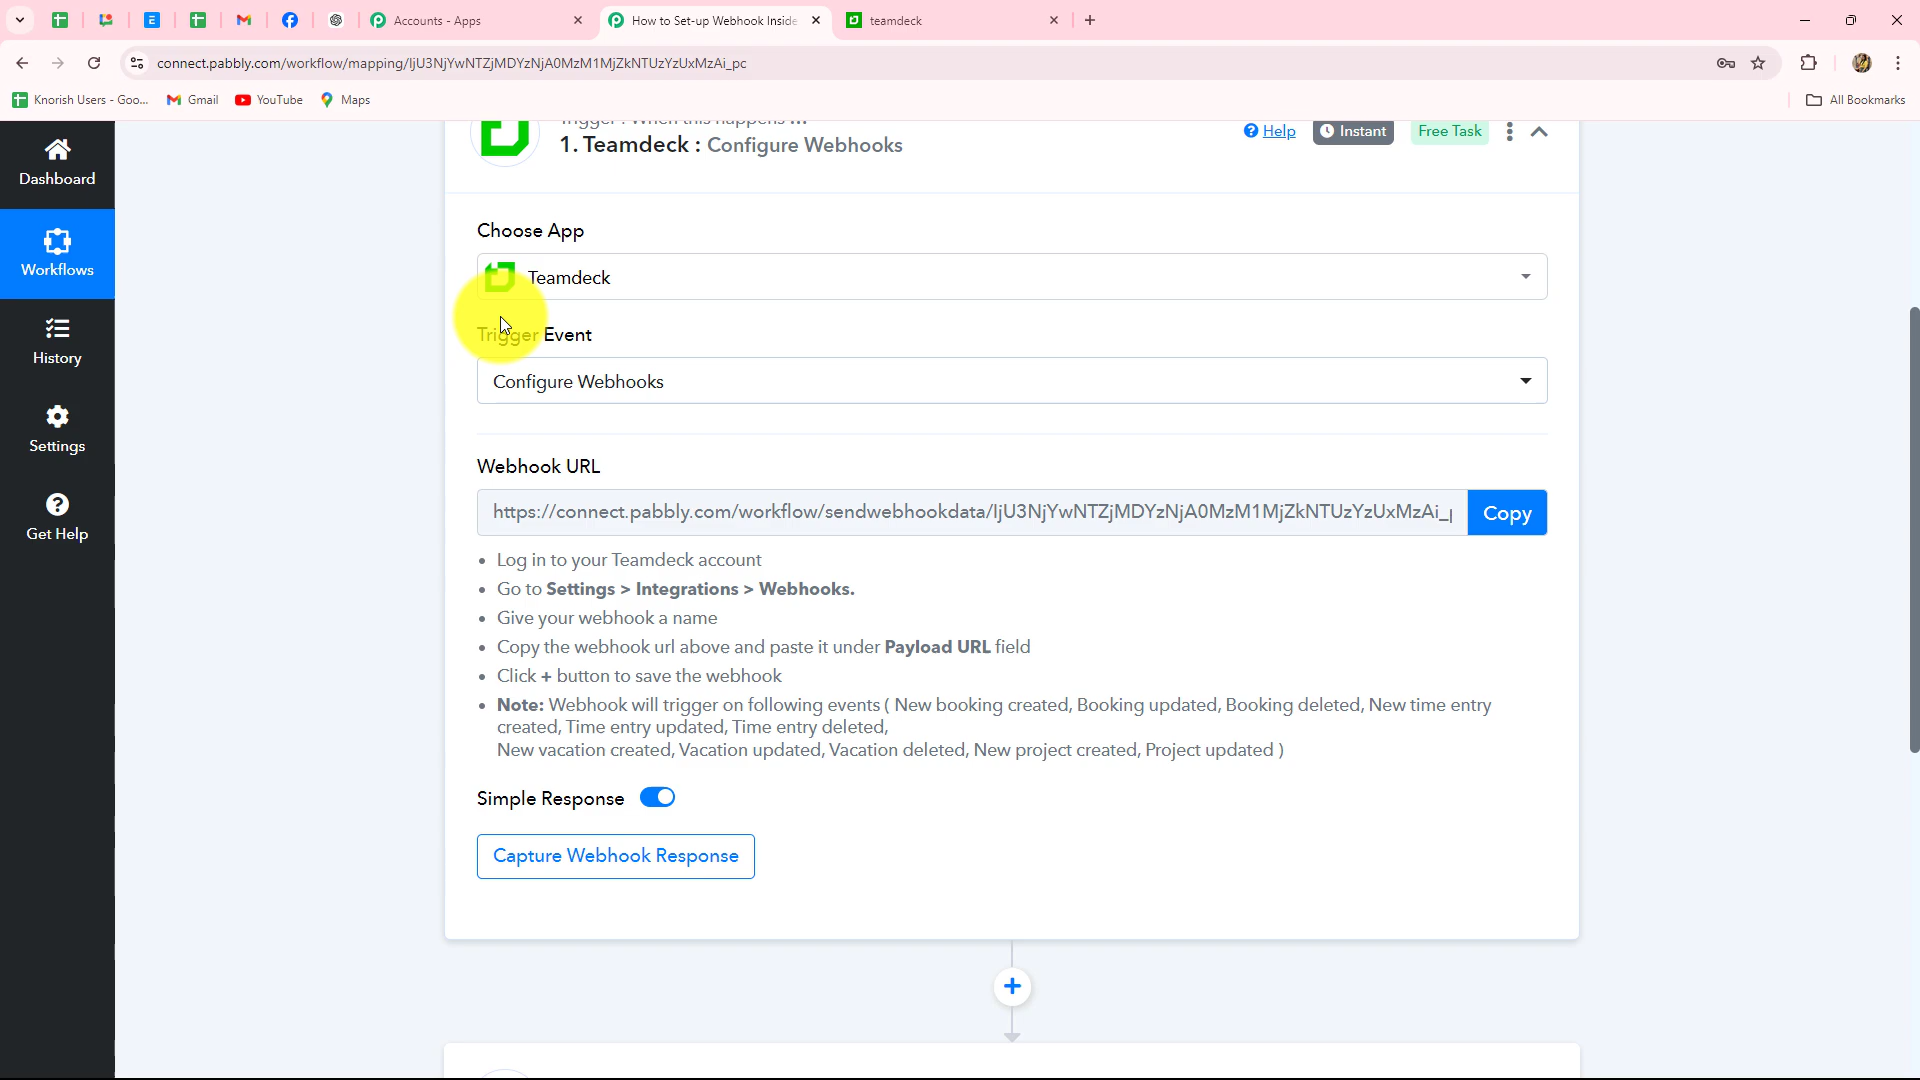 Accounts - Apps
How to Set-up Webhook Inside
teamdeck
connect.pabbly.com/workflow/mapping/IjU3NjYwNTZjMDYzNjA0MzM1MjZkNTUzYzUxMzAi_pc
Knorish Users - Goo...
Gmail
YouTube
Maps
All Bookmarks
Dashboard
Workflows
History
Settings
Get Help
Trigger : When this happens ...
1. Teamdeck : Configure Webhooks
Help
Instant
Free Task
Choose App
Teamdeck
Trigger Event
Configure Webhooks
Webhook URL
https://connect.pabbly.com/workflow/sendwebhookdata/IjU3NjYwNTZjMDYzNjA0MzM1MjZkNTUzYzUxMzAi_
Copy
• Log in to your Teamdeck account
• Go to Settings > Integrations > Webhooks.
• Give your webhook a name
• Copy the webhook url above and paste it under Payload URL field
• Click + button to save the webhook
• Note: Webhook will trigger on following events ( New booking created, Booking updated, Booking deleted, New time entry
created, Time entry updated, Time entry deleted,
New vacation created, Vacation updated, Vacation deleted, New project created, Project updated )
Simple Response
Capture Webhook Response